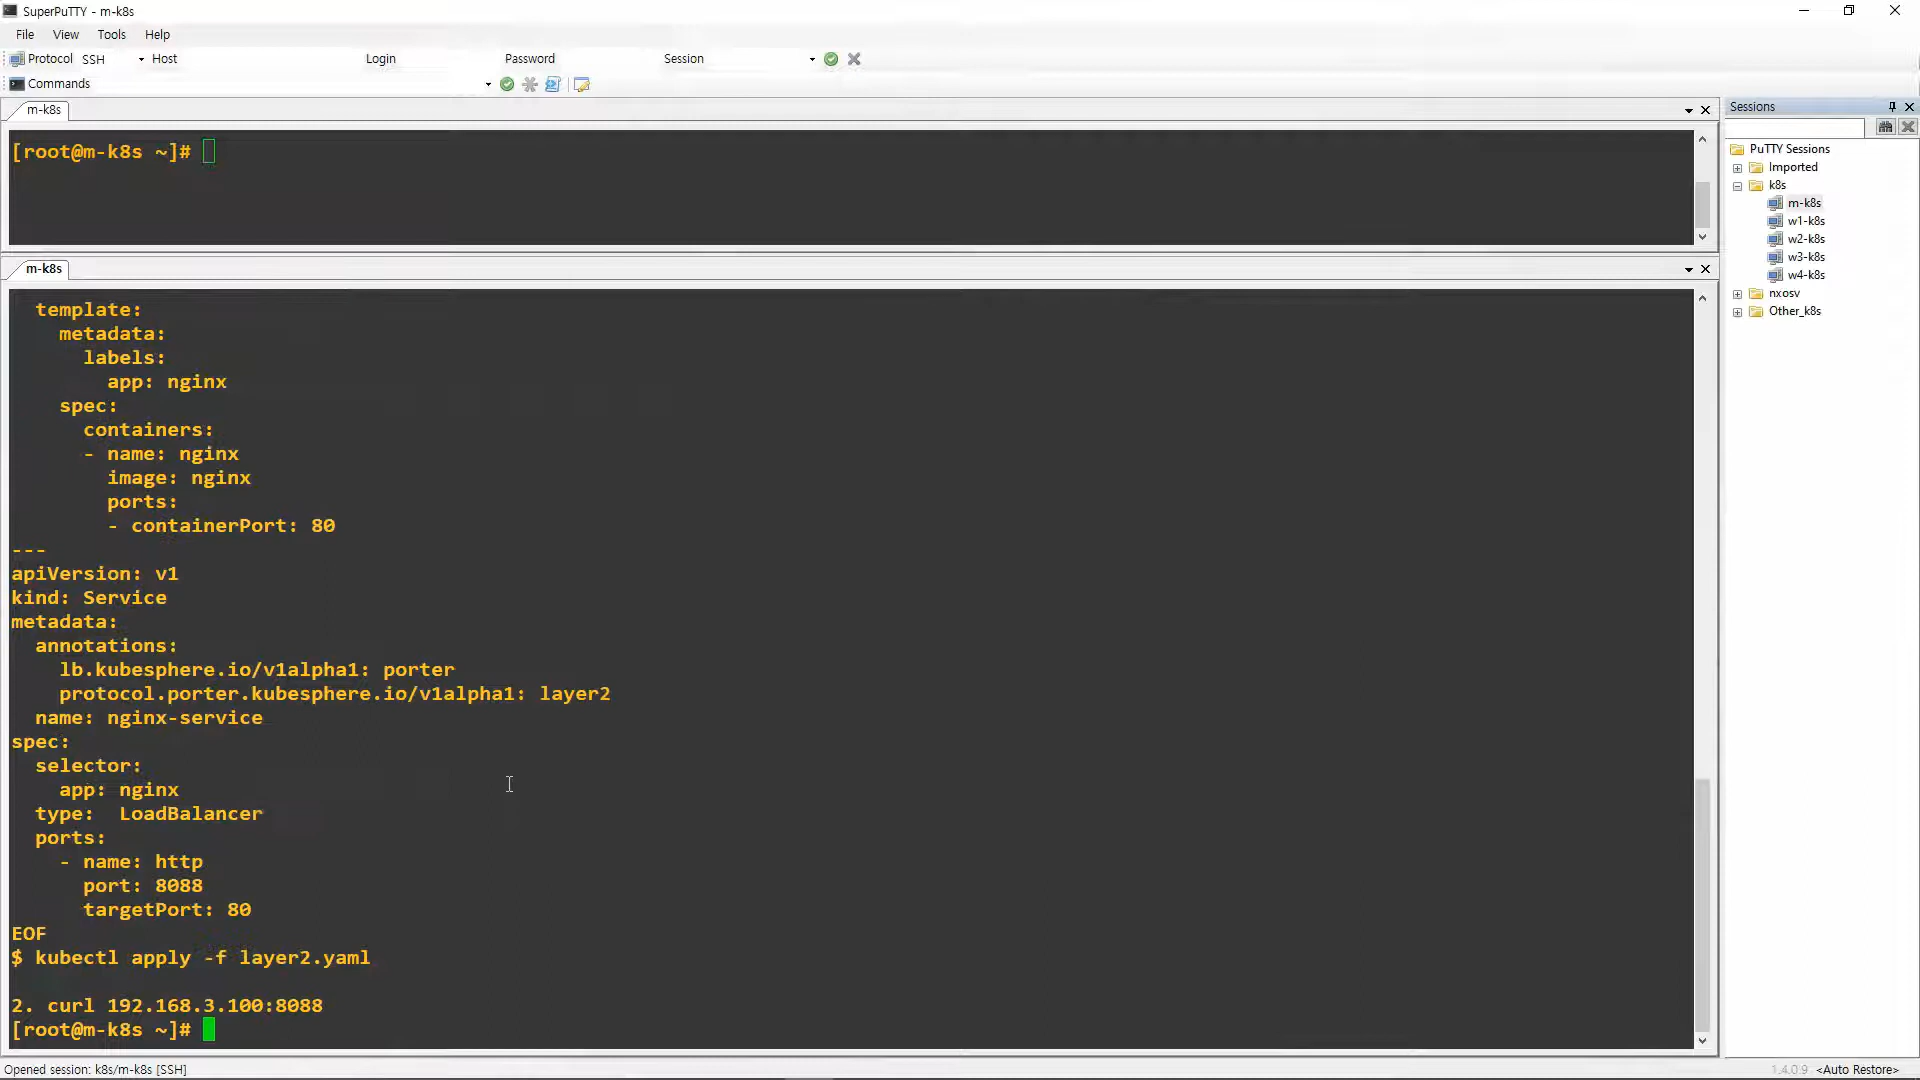 SuperPuTTY - m-k8s
File View Tools Help
Protocol SSH Host Login Password Session
Commands
m-k8s
[root@m-k8s ~]#
m-k8s
  template:
    metadata:
      labels:
        app: nginx
    spec:
      containers:
      - name: nginx
        image: nginx
        ports:
        - containerPort: 80
---
apiVersion: v1
kind: Service
metadata:
  annotations:
    lb.kubesphere.io/v1alpha1: porter
    protocol.porter.kubesphere.io/v1alpha1: layer2
  name: nginx-service
spec:
  selector:
    app: nginx
  type:  LoadBalancer
  ports:
    - name: http
      port: 8088
      targetPort: 80
EOF
$ kubectl apply -f layer2.yaml
2. curl 192.168.3.100:8088
[root@m-k8s ~]#
Sessions
PuTTY Sessions
Imported
k8s
m-k8s
w1-k8s
w2-k8s
w3-k8s
w4-k8s
nxosv
Other_k8s
Opened session: k8s/m-k8s [SSH]
1.4.0.9 <Auto Restore>